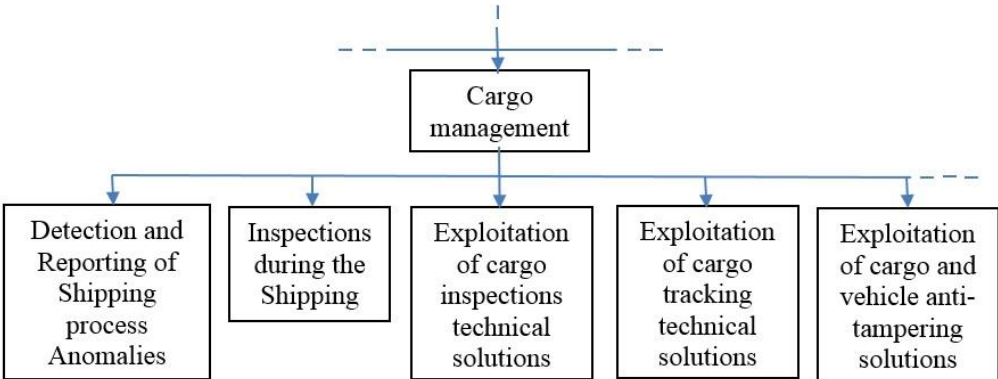 Cargo
management
Detection and
Reporting of
Shipping
process
Anomalies
Inspections
during the
Shipping
Exploitation
of cargo
inspections
technical
solutions
Exploitation
of cargo
tracking
technical
solutions
Exploitation
of cargo and
vehicle anti-
tampering
solutions